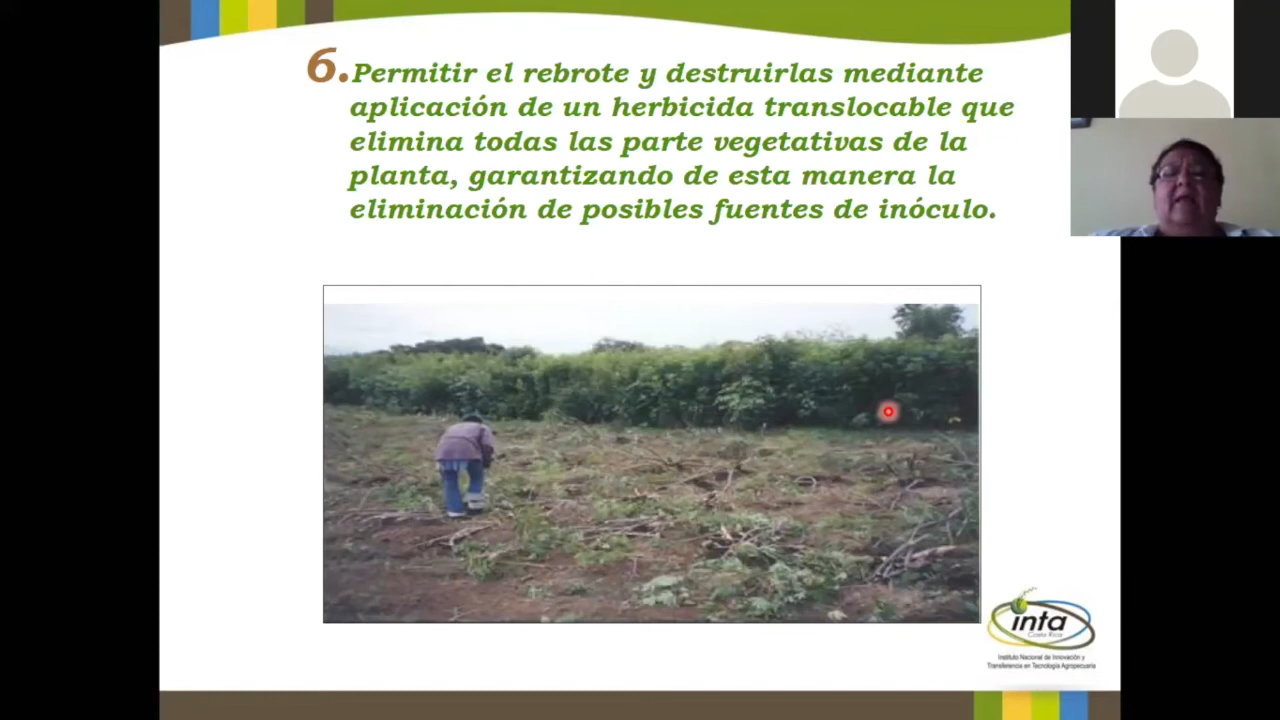 6.Permitir el rebrote y destruirlas mediante
aplicación de un herbicida translocable que
elimina todas las parte vegetativas de la
planta, garantizando de esta manera la
eliminación de posibles fuentes de inóculo.
inta
Costa Rica
Instituto Nacional de Innovación y
Transferencia en Tecnología Agropecuaria